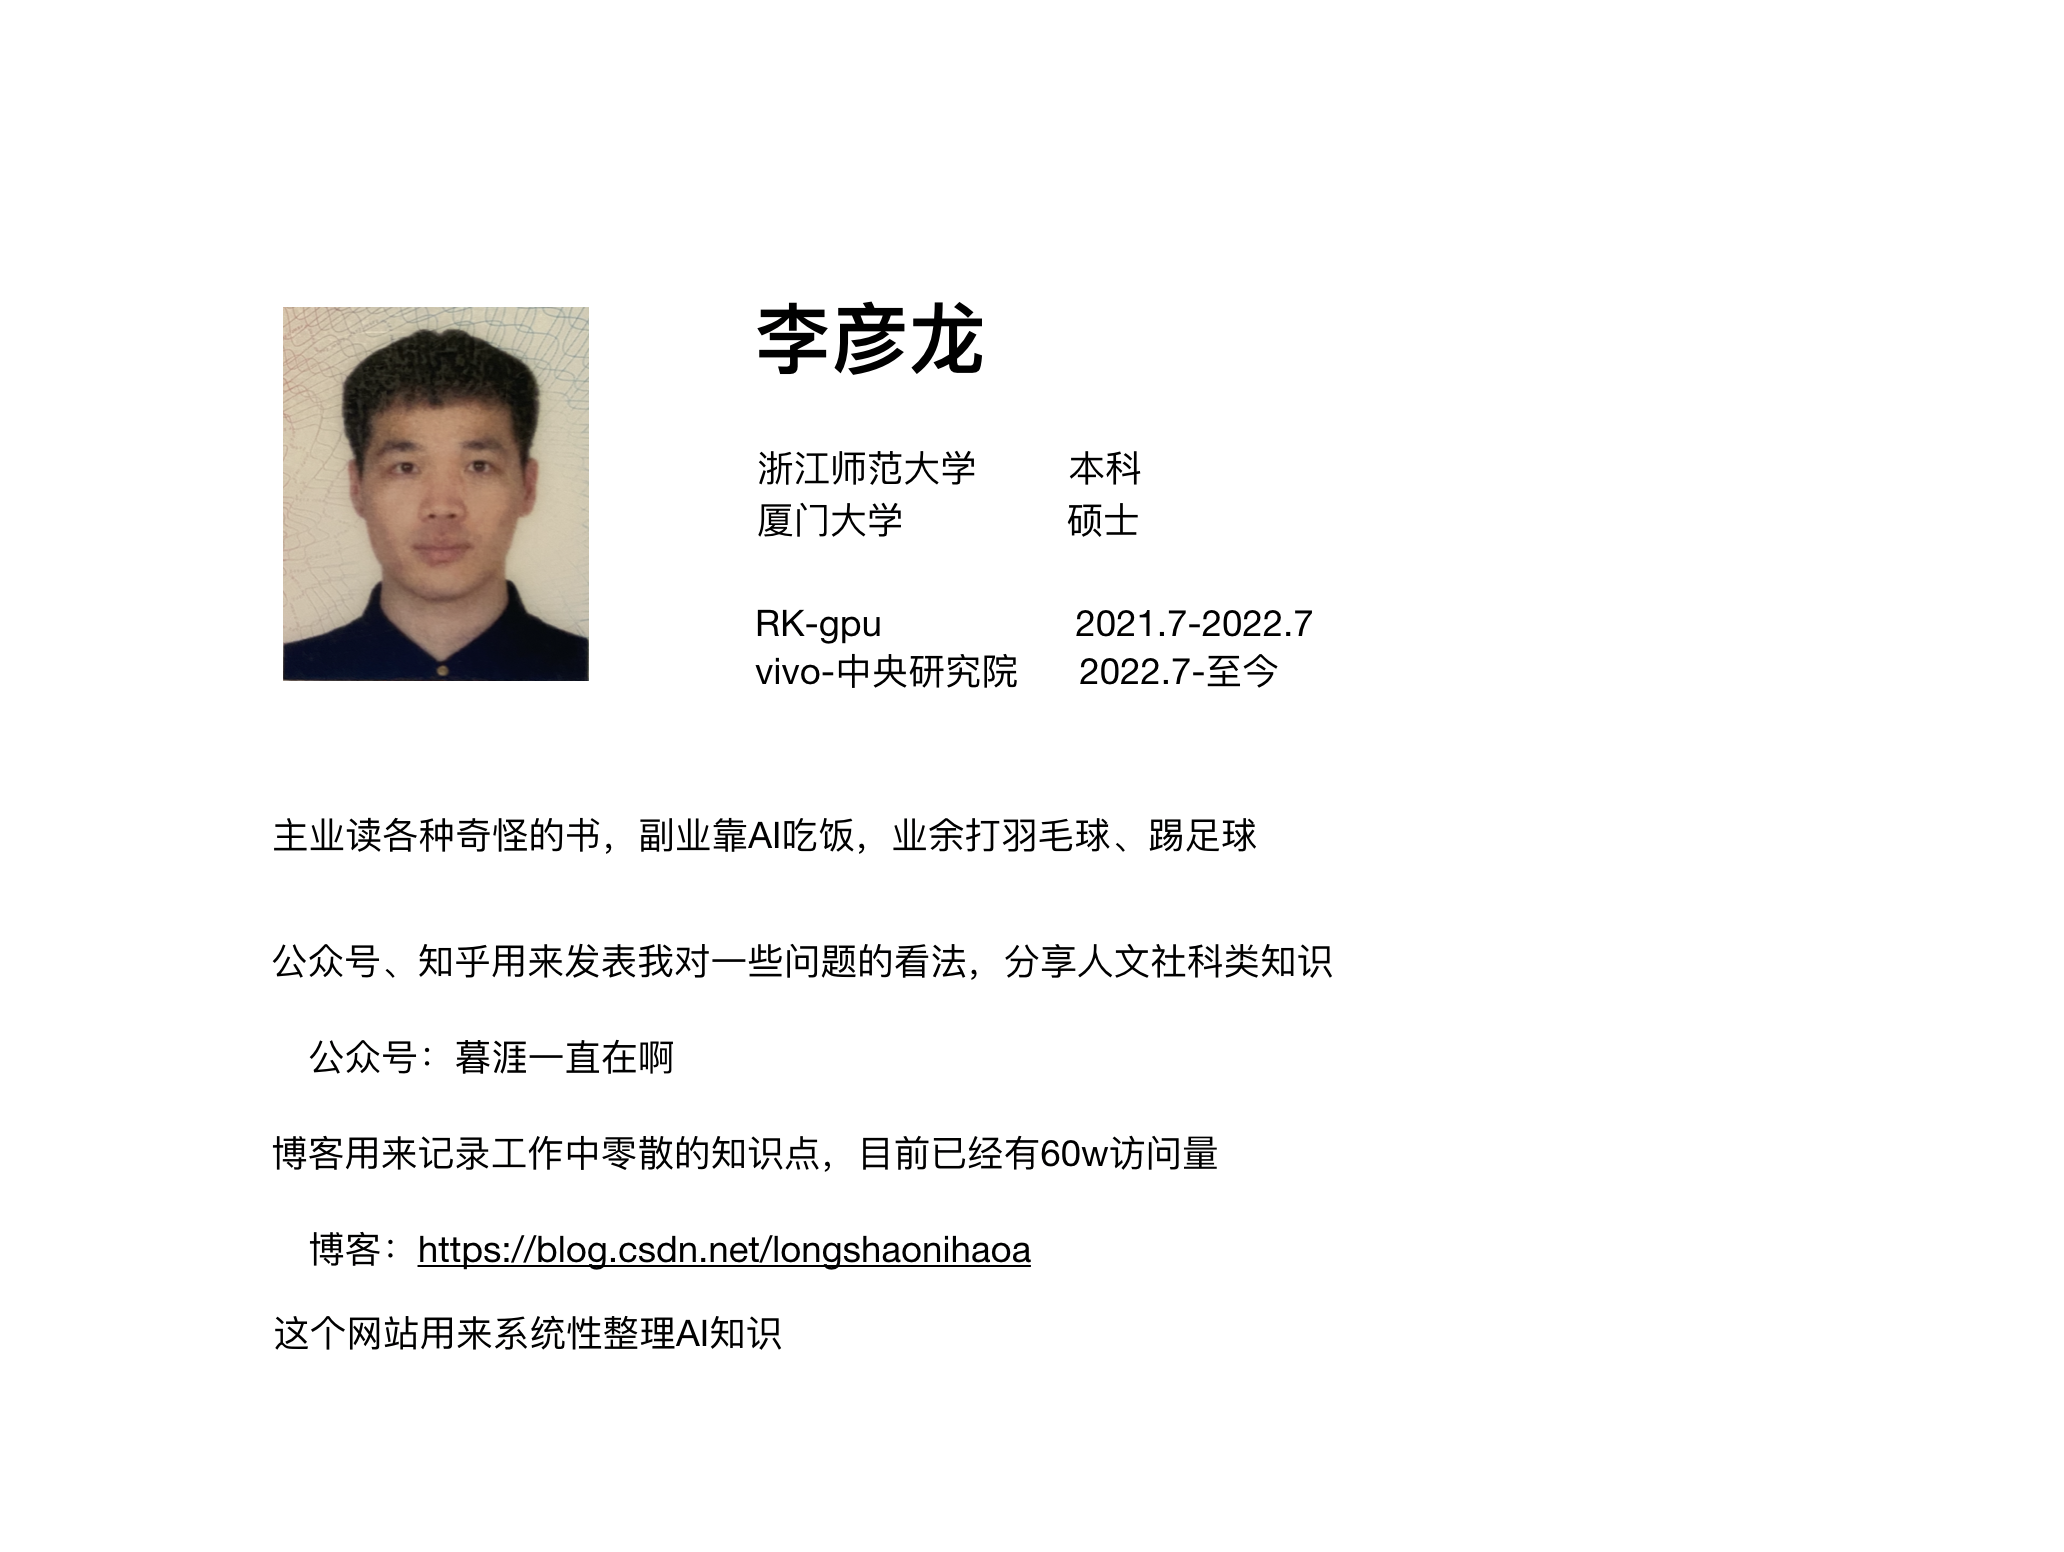 李彦龙
浙江师范大学 本科
厦门大学 硕士
RK-gpu 2021.7-2022.7
vivo-中央研究院 2022.7-至今
主业读各种奇怪的书，副业靠AI吃饭，业余打羽毛球、踢足球
公众号、知乎用来发表我对一些问题的看法，分享人文社科类知识
公众号：暮涯一直在啊
博客用来记录工作中零散的知识点，目前已经有60w访问量
博客：https://blog.csdn.net/longshaonihaoa
这个网站用来系统性整理AI知识